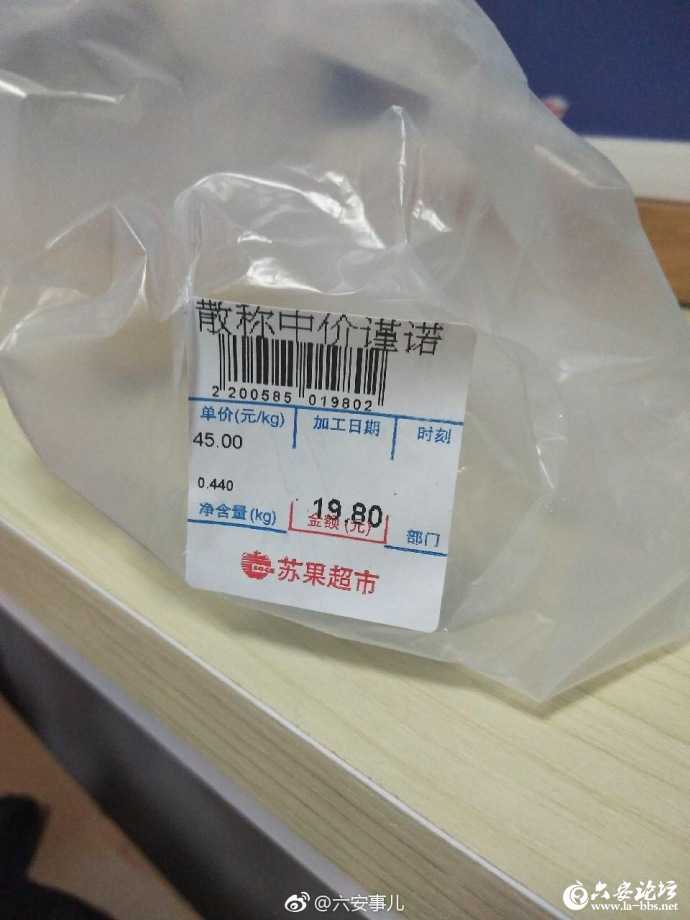 散称中价谨诺
2 200585 019802
单价(元/kg) 加工日期 时刻
45.00
0.440 19.80
净含量(kg) 金额(元) 部门
苏果超市
@六安事儿
六安论坛
www.la-bbs.net